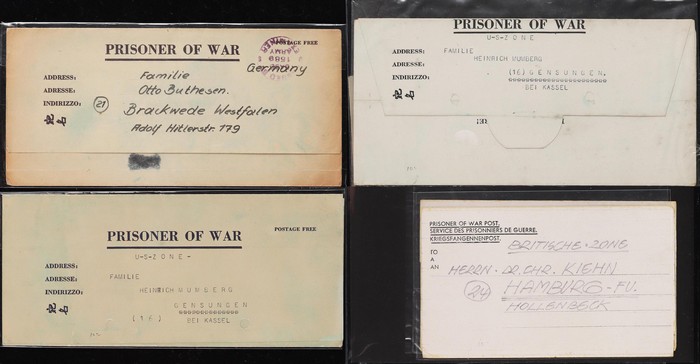 POSTAGE FREE
PRISONER OF WAR
Germany
ADDRESS: Familie
ADRESSE: Otto Buthesen.
INDIRIZZO: 21 Brackwede Westfalen
Adolf Hitlerstr. 179
PRISONER OF WAR
U-S-ZONE
ADDRESS: FAMILIE
ADRESSE: HEINRICH NUMBERG
INDIRIZZO: (16) GENSUNGEN.
BEI KASSEL
POSTAGE FREE
PRISONER OF WAR
U-S-ZONE-
ADDRESS:
ADRESSE: FAMILIE
INDIRIZZO: HEINRICH NUMBERG
GENSUNGEN
(16) BEI KASSEL
PRISONER OF WAR POST,
SERVICE DES PRISONNIERS DE GUERRE.
KRIEGSFANGENNENPOST.
BRITISCHE-ZONE
TO
A
AN HERRN. DR. CHR. KIEHN
24 HAMBURG-FU.
HOLLENBECK